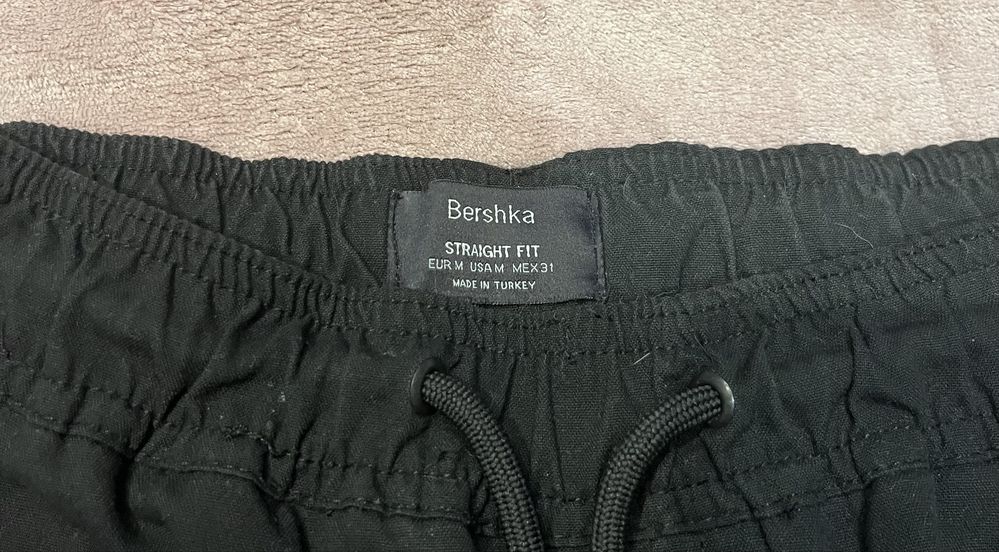 Bershka
STRAIGHT FIT
EUR M USA M MEX 31
MADE IN TURKEY